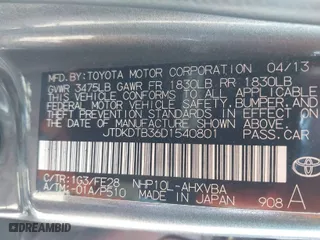 MFD. BY: TOYOTA MOTOR CORPORATION 04/13
GVWR 3475LB GAWR FR 1830LB RR 1830LB
THIS VEHICLE CONFORMS TO ALL APPLICABLE
FEDERAL MOTOR VEHICLE SAFETY, BUMPER, AND
THEFT PREVENTION STANDARDS IN EFFECT ON
THE DATE OF MANUFACTURE SHOWN ABOVE.
JTDKDTB36D1540801 PASS.CAR
C/TR: 1G3/FE28 NHP10L-AHXVBA
A/TM: -01A/P510 MADE IN JAPAN 908 A
TOYOTA